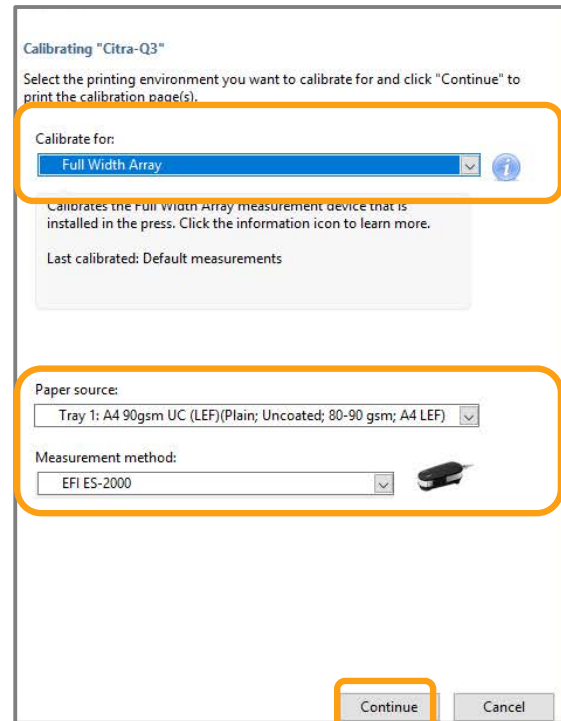 Calibrating "Citra-Q3"
Select the printing environment you want to calibrate for and click "Continue" to
print the calibration page(s).
Calibrate for:
Full Width Array
Calibrates the Full Width Array measurement device that is
installed in the press. Click the information icon to learn more.
Last calibrated: Default measurements
Paper source:
Tray 1: A4 90gsm UC (LEF)(Plain; Uncoated; 80-90 gsm; A4 LEF)
Measurement method:
EFI ES-2000
Continue
Cancel